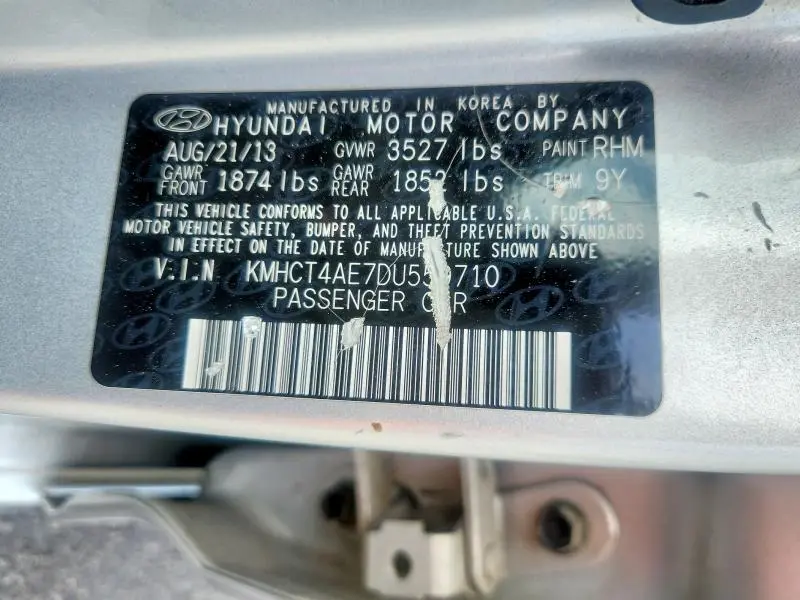 MANUFACTURED IN KOREA BY
HYUNDAI MOTOR COMPANY
AUG/21/13 GVWR 3527 lbs PAINT RHM
GAWR FRONT 1874 lbs GAWR REAR lbs TRIM 9Y
THIS VEHICLE CONFORMS TO ALL APPLICABLE U.S.A. FEDERAL
MOTOR VEHICLE SAFETY, BUMPER, AND THEFT PREVENTION STANDARDS
IN EFFECT ON THE DATE OF MANUFACTURE SHOWN ABOVE
V.I.N
PASSENGER CAR